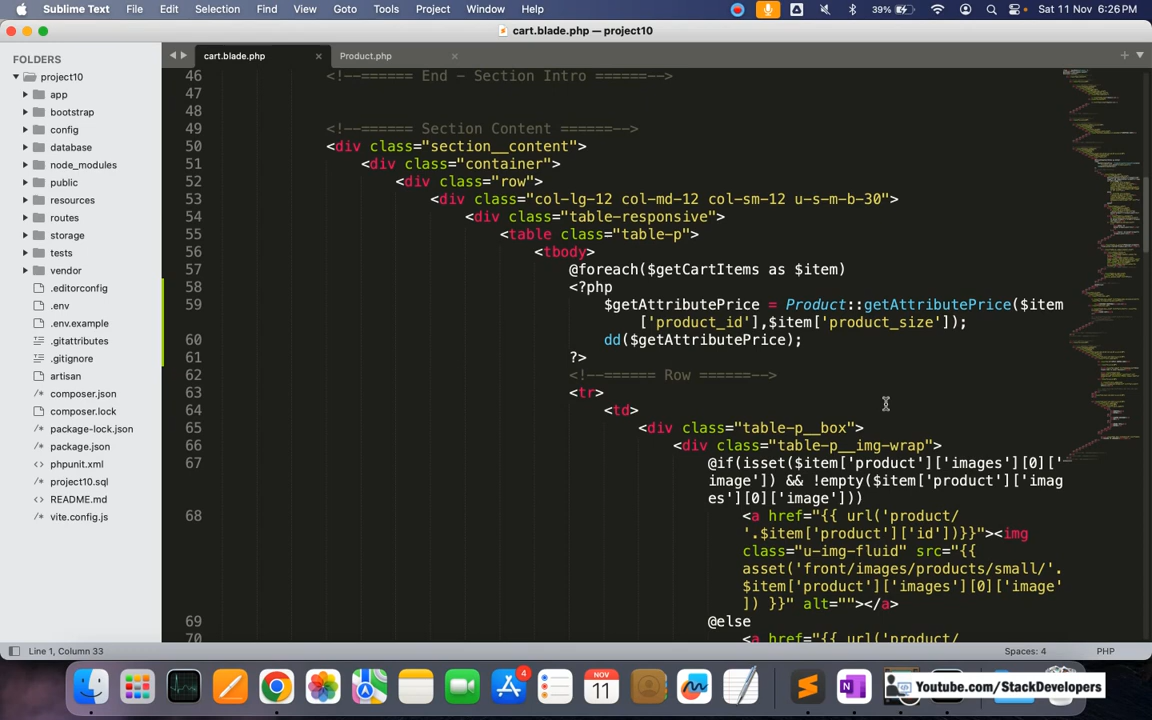 Sublime Text File Edit Selection Find View Goto Tools Project Window Help 39% Sat 11 Nov 6:26 PM
cart.blade.php — project10
FOLDERS
project10
app
bootstrap
config
database
node_modules
public
resources
routes
storage
tests
vendor
.editorconfig
.env
.env.example
.gitattributes
.gitignore
artisan
/* composer.json
composer.lock
/* package-lock.json
/* package.json
<> phpunit.xml
project10.sql
<> README.md
/* vite.config.js
cart.blade.php Product.php
46 <!--====== End - Section Intro ======-->
47
48
49 <!--====== Section Content ======-->
50 <div class="section__content">
51 <div class="container">
52 <div class="row">
53 <div class="col-lg-12 col-md-12 col-sm-12 u-s-m-b-30">
54 <div class="table-responsive">
55 <table class="table-p">
56 <tbody>
57 @foreach($getCartItems as $item)
58 <?php
59 $getAttributePrice = Product::getAttributePrice($item
['product_id'],$item['product_size']);
60 dd($getAttributePrice);
61 ?>
62 <!--====== Row ======-->
63 <tr>
64 <td>
65 <div class="table-p__box">
66 <div class="table-p__img-wrap">
67 @if(isset($item['product']['images'][0]['
image']) && !empty($item['product']['imag
es'][0]['image']))
68 <a href="{{ url('product/
'.$item['product']['id'])}}"><img
class="u-img-fluid" src="{{
asset('front/images/products/small/'.
$item['product']['images'][0]['image'
]) }}" alt=""></a>
69 @else
70 <a href="{{ url('product/
Line 1, Column 33 Spaces: 4 PHP
4
NOV
11
Youtube.com/StackDevelopers